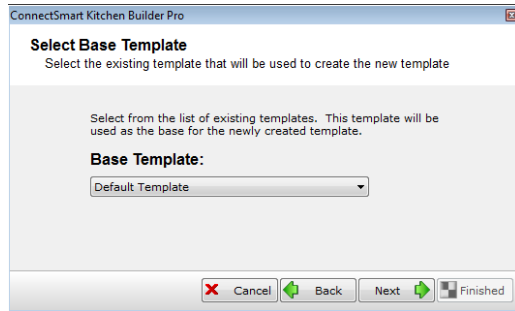 ConnectSmart Kitchen Builder Pro
Select Base Template
Select the existing template that will be used to create the new template
Select from the list of existing templates. This template will be
used as the base for the newly created template.
Base Template:
Default Template
Cancel Back Next Finished